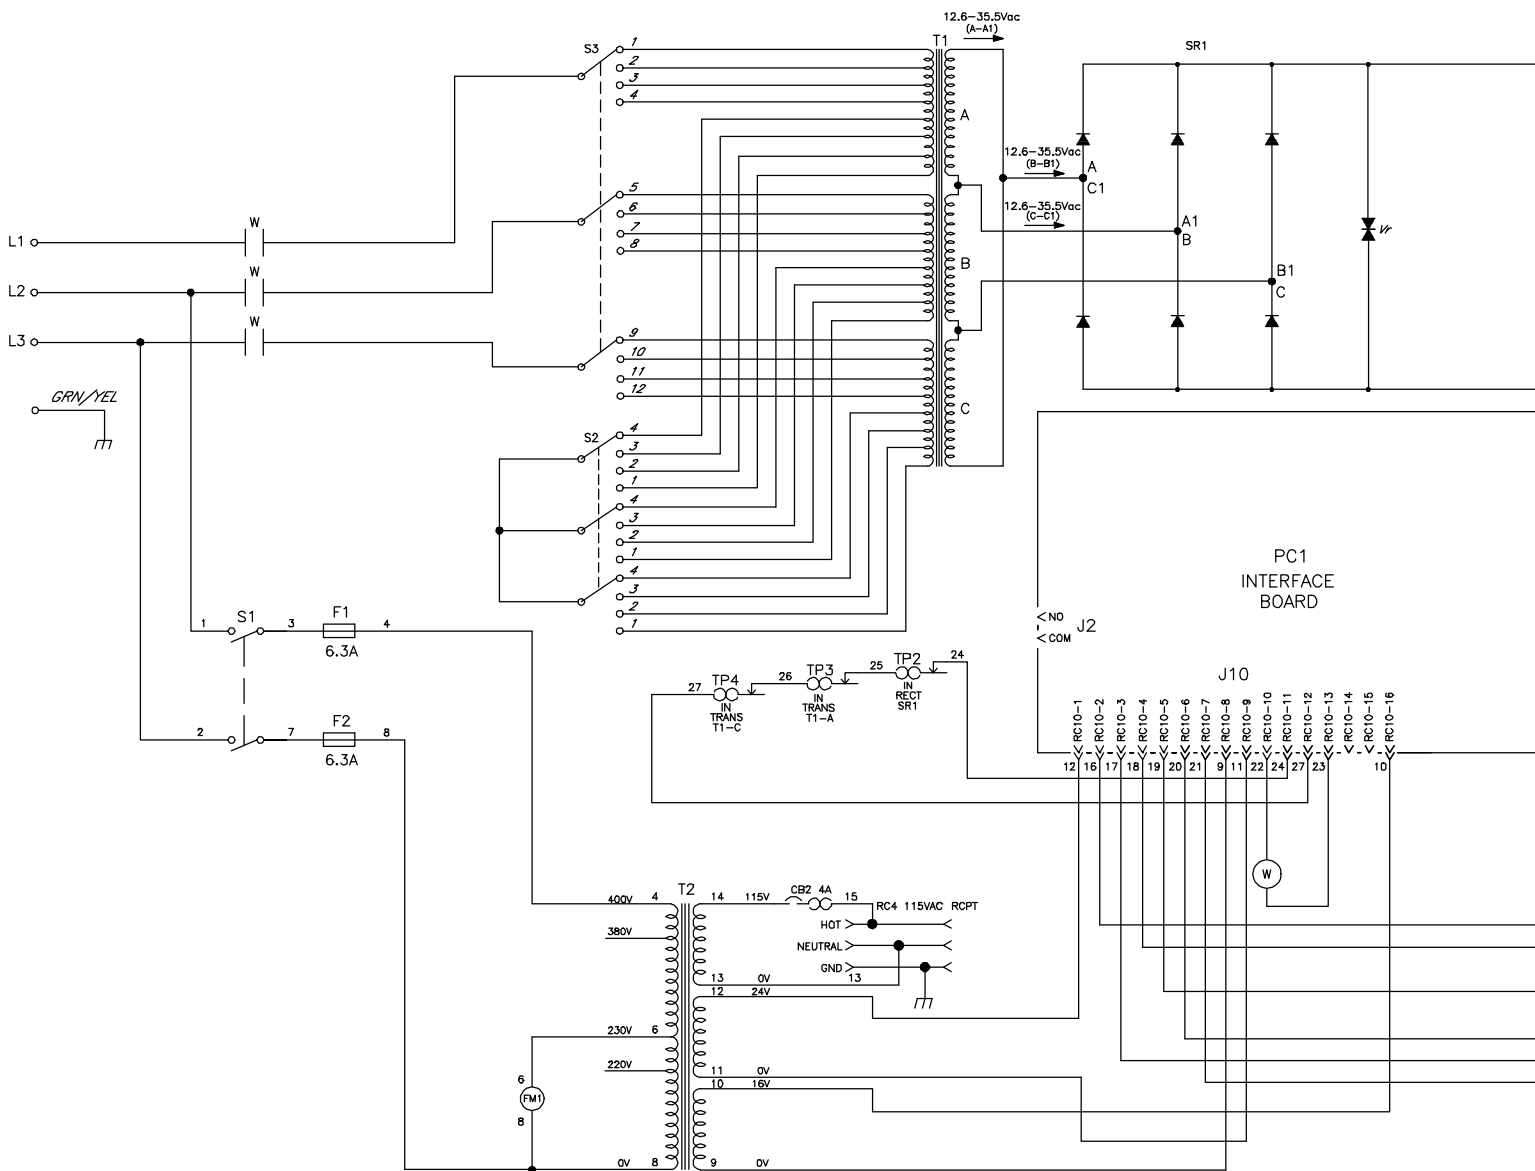 12.6-35.5Vac
(A-A1)
T1
SR1
S3
1
2
3
4
A
12.6-35.5Vac
(B-B1)
A
C1
5
6
7
8
12.6-35.5Vac
(C-C1)
A1
B
Vr
B
B1
C
L1
W
L2
W
L3
W
GRN/YEL
9
10
11
12
C
S2
4
3
2
1
4
3
2
1
4
3
2
1
PC1
INTERFACE
BOARD
NO
J2
COM
J10
1
S1
3
F1
4
6.3A
2
7
F2
8
6.3A
27
TP4
IN
TRANS
T1-C
26
TP3
IN
TRANS
T1-A
25
TP2
IN
RECT
SR1
24
RC10-1
RC10-2
RC10-3
RC10-4
RC10-5
RC10-6
RC10-7
RC10-8
RC10-9
RC10-10
RC10-11
RC10-12
RC10-13
RC10-14
RC10-15
RC10-16
12 16 17 18 19 20 21 9 11 22 24 27 23 10
W
T2
400V 4
380V
230V 6
220V
6
FM1
8
0V 8
14 115V CB2 4A 15
RC4 115VAC RCPT
HOT
NEUTRAL
GND
13 0V 13
12 24V
11 0V
10 16V
9 0V